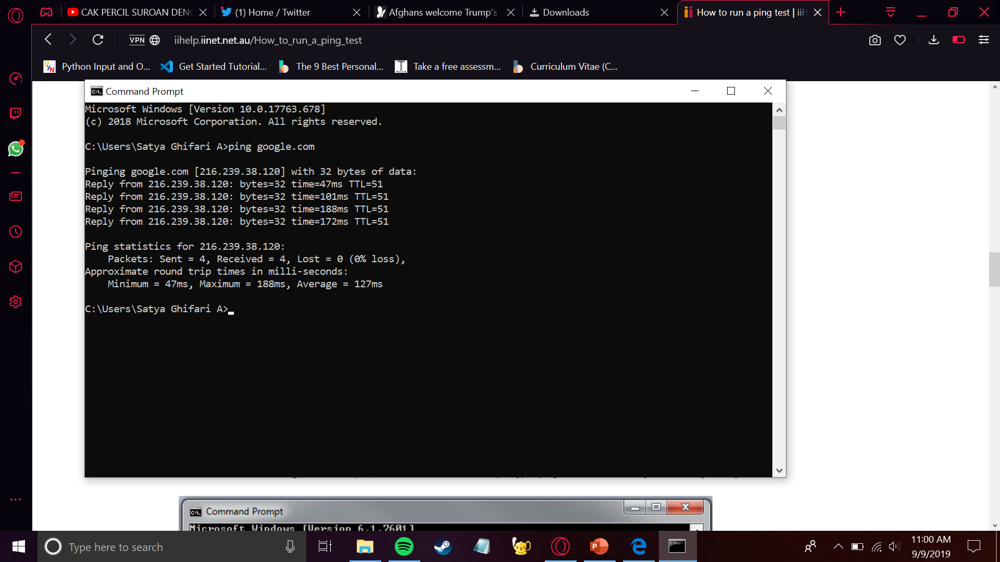 CAK PERCIL SUROAN DEN
(1) Home / Twitter
Afghans welcome Trump's
Downloads
How to run a ping test | iiH
VPN
iihelp.iinet.net.au/How_to_run_a_ping_test
Python Input and O...
Get Started Tutorial...
The 9 Best Personal...
Take a free assessm...
Curriculum Vitae (C...
Command Prompt
Microsoft Windows [Version 10.0.17763.678]
(c) 2018 Microsoft Corporation. All rights reserved.
C:\Users\Satya Ghifari A>ping google.com
Pinging google.com [216.239.38.120] with 32 bytes of data:
Reply from 216.239.38.120: bytes=32 time=47ms TTL=51
Reply from 216.239.38.120: bytes=32 time=101ms TTL=51
Reply from 216.239.38.120: bytes=32 time=188ms TTL=51
Reply from 216.239.38.120: bytes=32 time=172ms TTL=51
Ping statistics for 216.239.38.120:
Packets: Sent = 4, Received = 4, Lost = 0 (0% loss),
Approximate round trip times in milli-seconds:
Minimum = 47ms, Maximum = 188ms, Average = 127ms
C:\Users\Satya Ghifari A>
Command Prompt
Microsoft Windows [Version 6.1.7601]
Type here to search
11:00 AM
9/9/2019